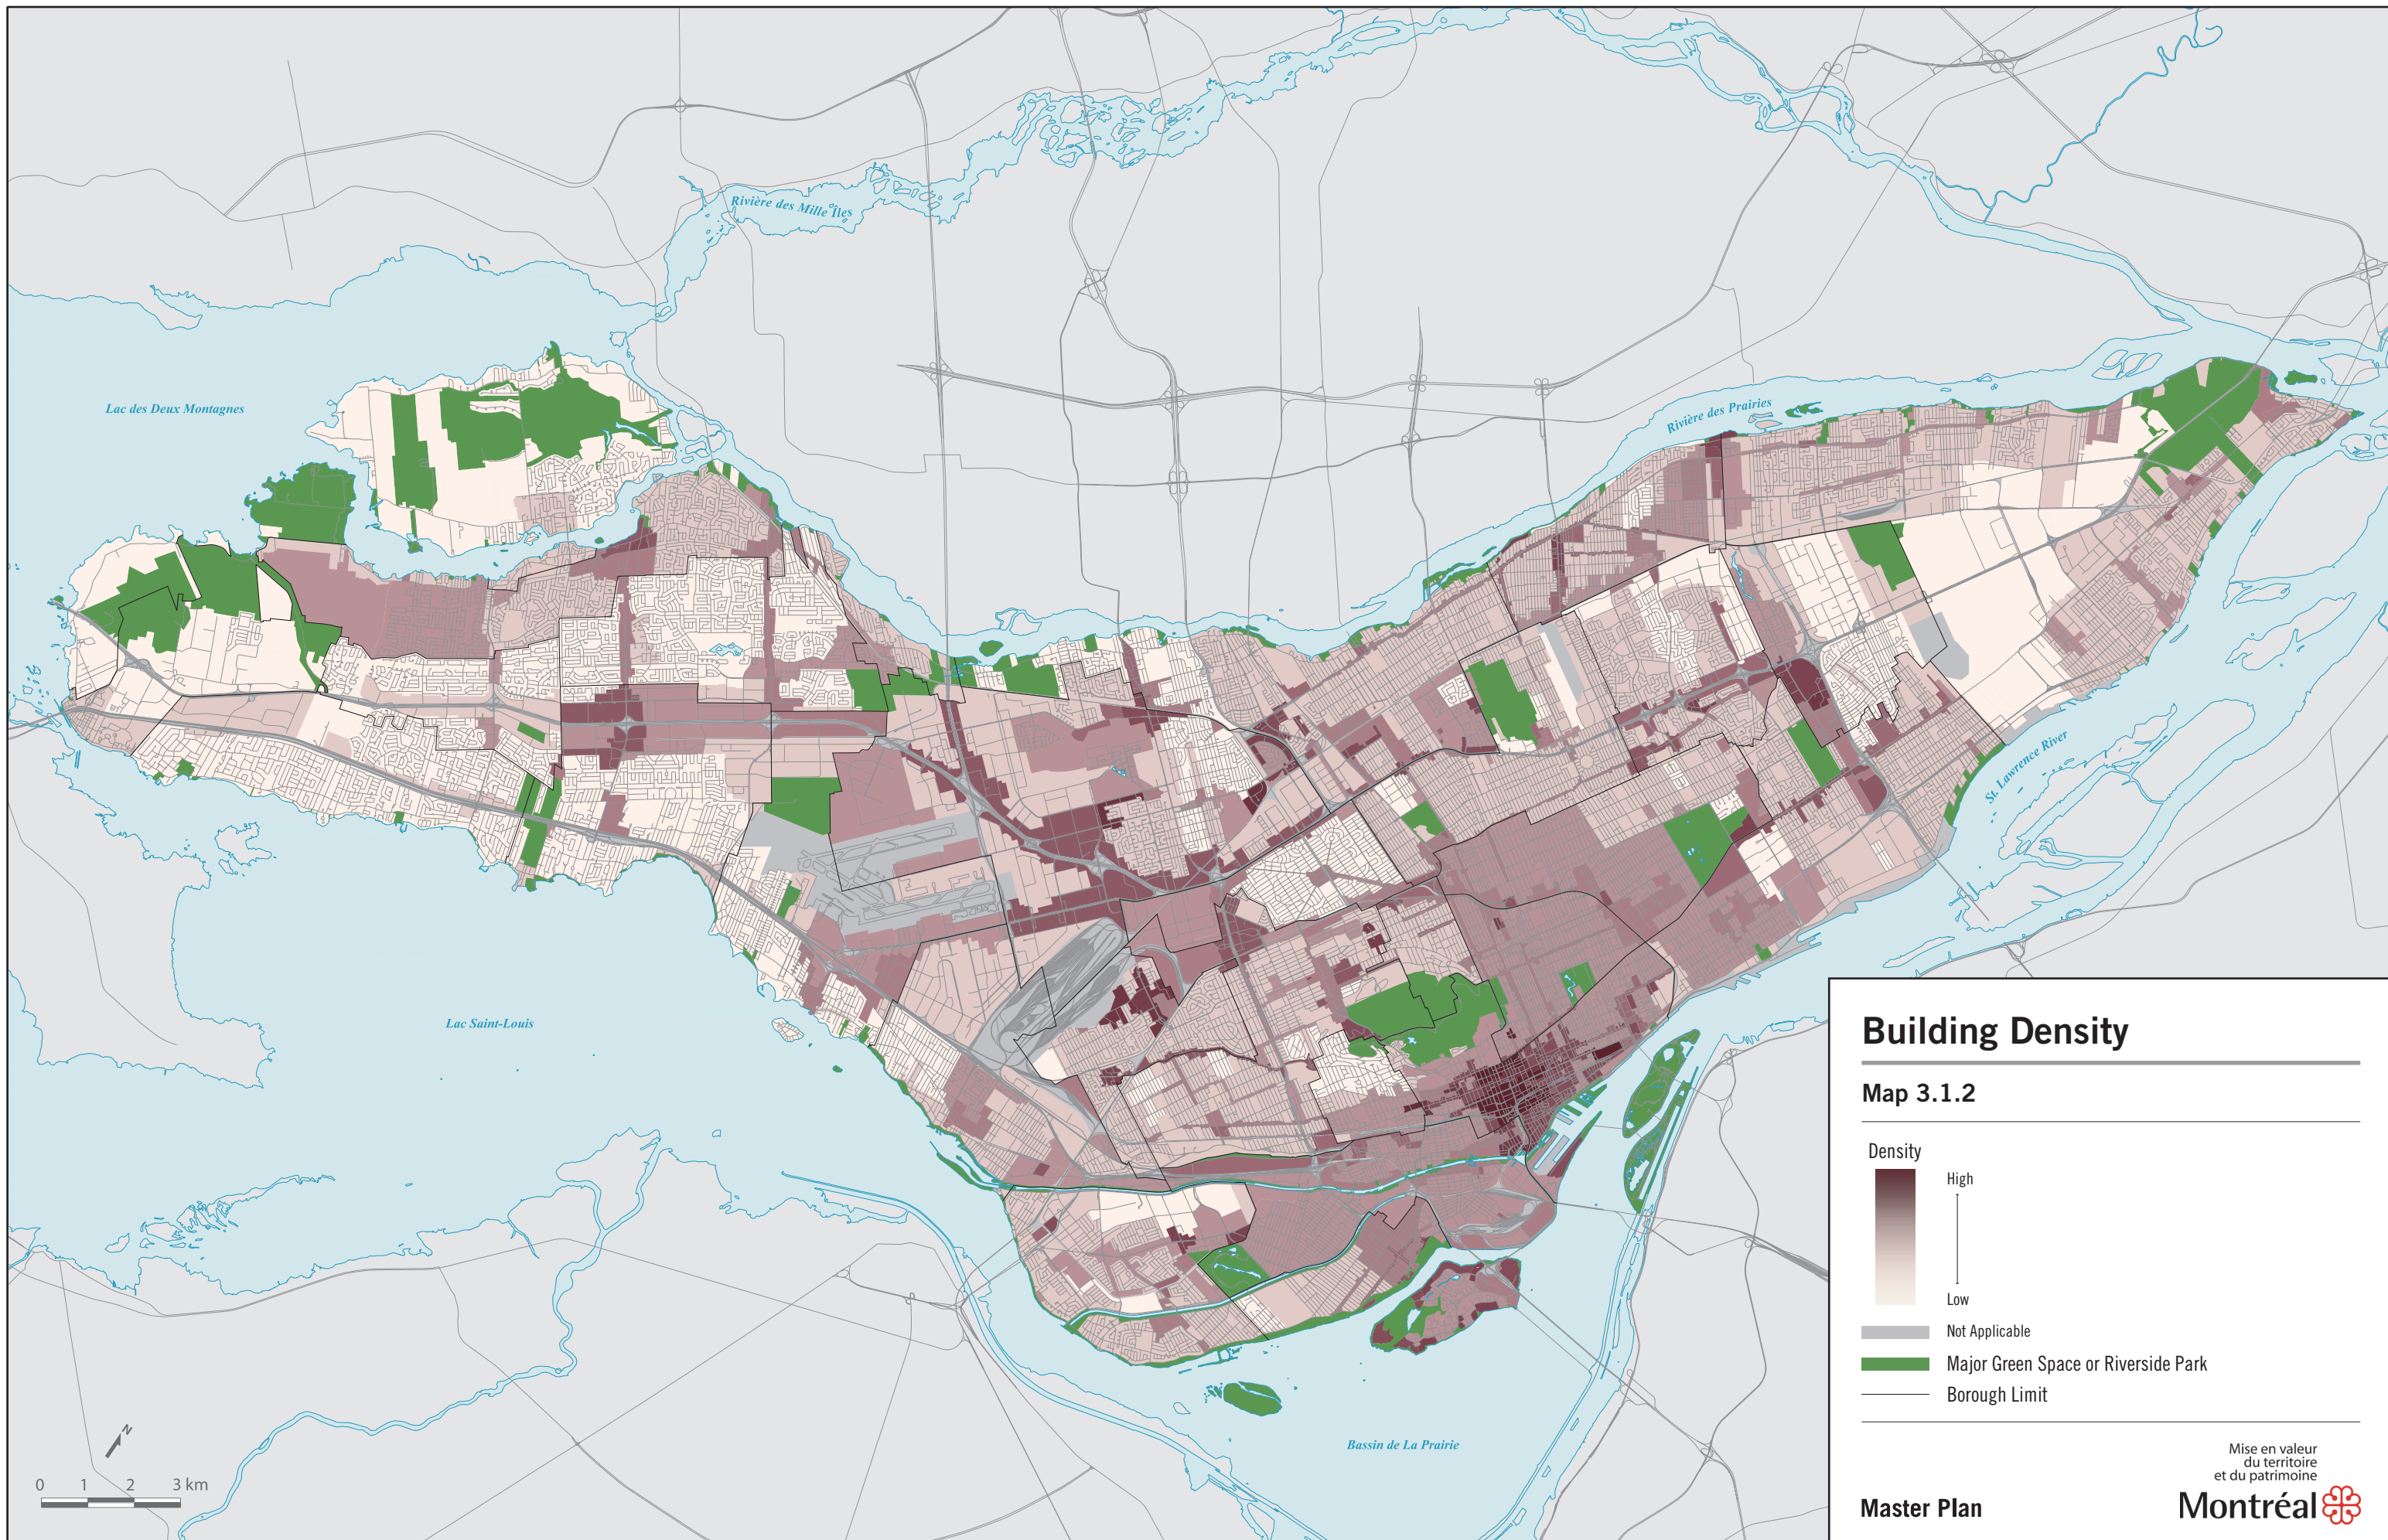 Rivière des Mille Îles
Lac des Deux Montagnes
Rivière des Prairies
St. Lawrence River
Lac Saint-Louis
Bassin de La Prairie
N
0 1 2 3 km
Building Density
Map 3.1.2
Density
High
Low
Not Applicable
Major Green Space or Riverside Park
Borough Limit
Mise en valeur
du territoire
et du patrimoine
Master Plan
Montréal